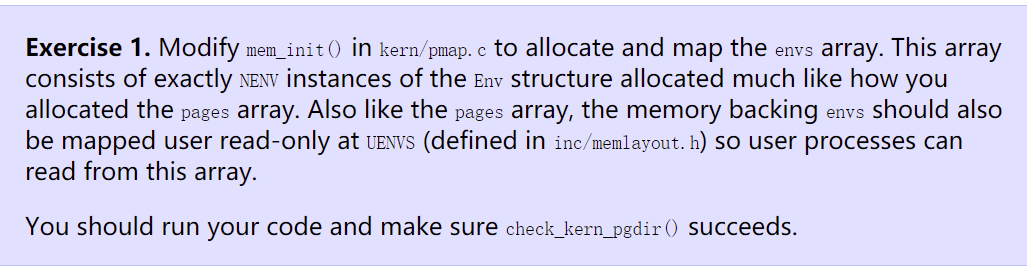 Exercise 1. Modify mem_init() in kern/pmap.c to allocate and map the envs array. This array
consists of exactly NENV instances of the Env structure allocated much like how you
allocated the pages array. Also like the pages array, the memory backing envs should also
be mapped user read-only at UENVS (defined in inc/memlayout.h) so user processes can
read from this array.
You should run your code and make sure check_kern_pgdir() succeeds.